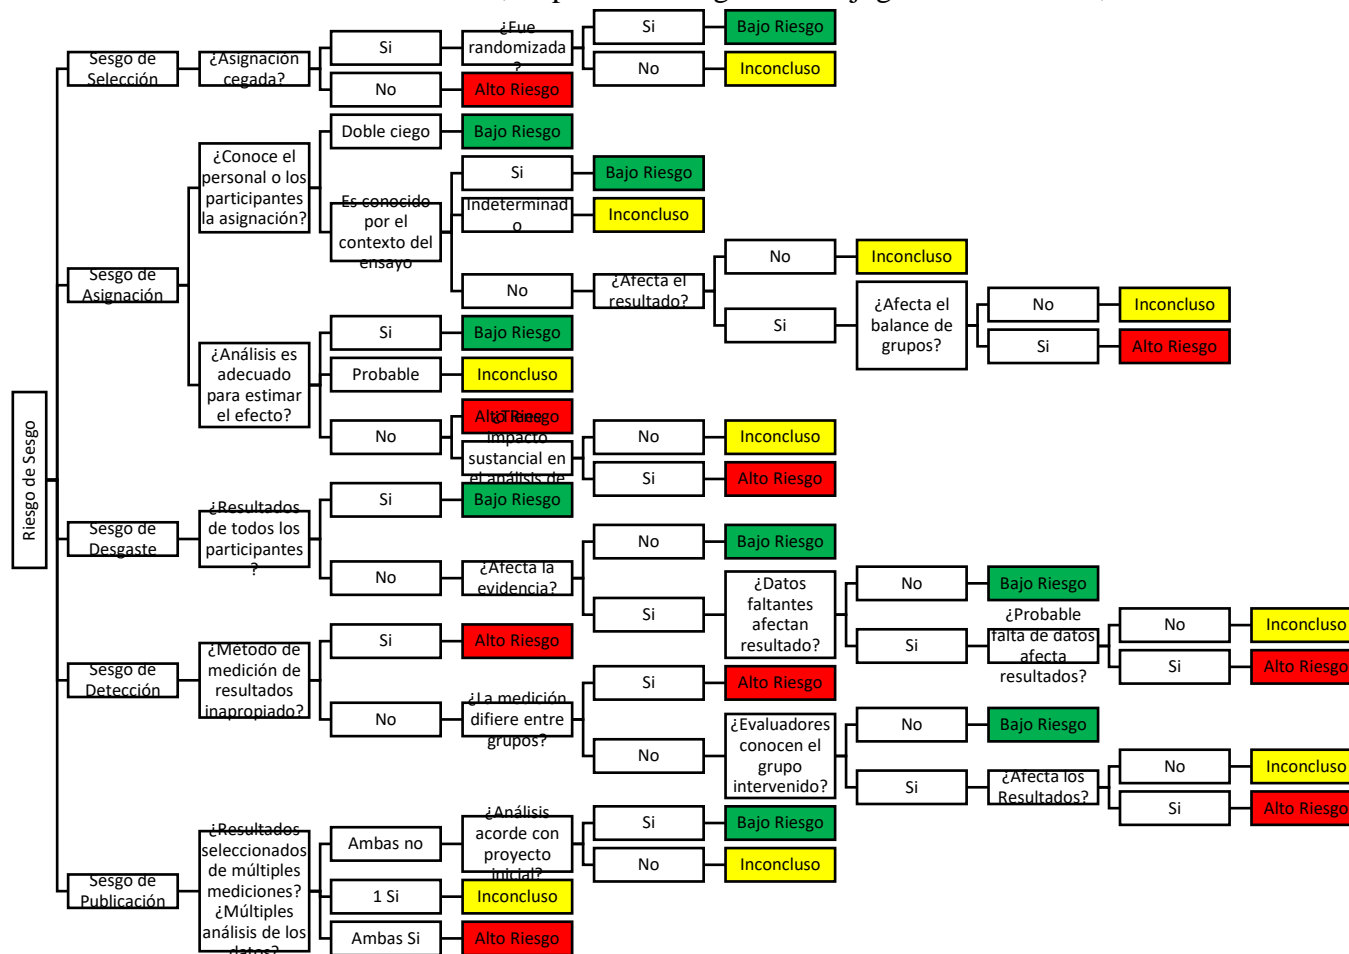 Riesgo de Sesgo
Sesgo de
Selección
¿Asignación
cegada?
Si
¿Fue
randomizada
?
Si
Bajo Riesgo
No
Inconcluso
No
Alto Riesgo
Sesgo de
Asignación
¿Conoce el
personal o los
participantes
la asignación?
Doble ciego
Bajo Riesgo
Es conocido
por el
contexto del
ensayo
Si
Bajo Riesgo
Indeterminad
o
Inconcluso
No
¿Afecta el
resultado?
No
Inconcluso
Si
¿Afecta el
balance de
grupos?
No
Inconcluso
Si
Alto Riesgo
¿Análisis es
adecuado
para estimar
el efecto?
Si
Bajo Riesgo
Probable
Inconcluso
No
Alto Riesgo
impacto
sustancial en
el análisis de
No
Inconcluso
Si
Alto Riesgo
Sesgo de
Desgaste
¿Resultados
de todos los
participantes
?
Si
Bajo Riesgo
No
¿Afecta la
evidencia?
No
Bajo Riesgo
Si
¿Datos
faltantes
afectan
resultado?
No
Bajo Riesgo
Si
¿Probable
falta de datos
afecta
resultados?
No
Inconcluso
Si
Alto Riesgo
Sesgo de
Detección
¿Método de
medición de
resultados
inapropiado?
Si
Alto Riesgo
No
¿La medición
difiere entre
grupos?
Si
Alto Riesgo
No
¿Evaluadores
conocen el
grupo
intervenido?
No
Bajo Riesgo
Si
¿Afecta los
Resultados?
No
Inconcluso
Si
Alto Riesgo
Sesgo de
Publicación
¿Resultados
seleccionados
de múltiples
mediciones?
¿Múltiples
análisis de los
datos?
Ambas no
¿Análisis
acorde con
proyecto
inicial?
Si
Bajo Riesgo
No
Inconcluso
1 Si
Inconcluso
Ambas Si
Alto Riesgo